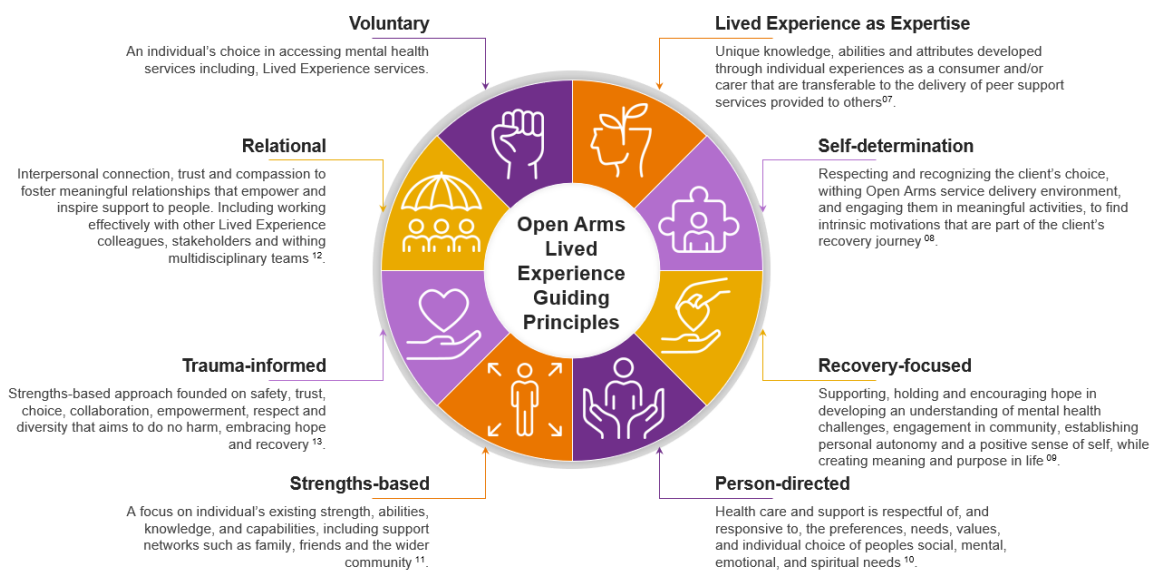 Voluntary
An individual's choice in accessing mental health
services including, Lived Experience services.
Lived Experience as Expertise
Unique knowledge, abilities and attributes developed
through individual experiences as a consumer and/or
carer that are transferable to the delivery of peer support
services provided to others⁰⁷.
Relational
Interpersonal connection, trust and compassion to
foster meaningful relationships that empower and
inspire support to people. Including working
effectively with other Lived Experience
colleagues, stakeholders and withing
multidisciplinary teams ¹².
Self-determination
Respecting and recognizing the client's choice,
withing Open Arms service delivery environment,
and engaging them in meaningful activities, to find
intrinsic motivations that are part of the client's
recovery journey ⁰⁸.
Open Arms
Lived
Experience
Guiding
Principles
Trauma-informed
Strengths-based approach founded on safety, trust,
choice, collaboration, empowerment, respect and
diversity that aims to do no harm, embracing hope
and recovery ¹³.
Recovery-focused
Supporting, holding and encouraging hope in
developing an understanding of mental health
challenges, engagement in community, establishing
personal autonomy and a positive sense of self, while
creating meaning and purpose in life ⁰⁹.
Strengths-based
A focus on individual's existing strength, abilities,
knowledge, and capabilities, including support
networks such as family, friends and the wider
community ¹¹.
Person-directed
Health care and support is respectful of, and
responsive to, the preferences, needs, values,
and individual choice of peoples social, mental,
emotional, and spiritual needs ¹⁰.